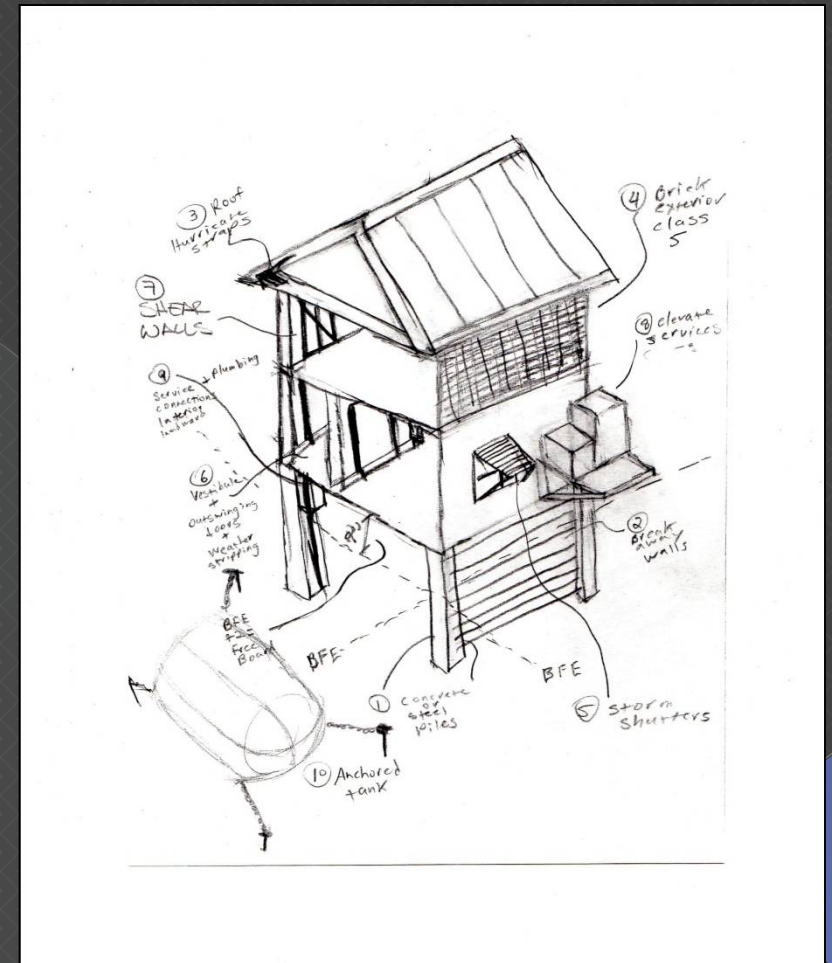 ③ Roof
Hurricane
straps
④ Brick
exterior
class
5
⑦
SHEAR
WALLS
⑧ elevate
services
⑨
+ plumbing
Service
connections
Interior
landward
⑥
Vestibule
+
Outswinging
doors
+
Weather
stripping
② Break
away
walls
BFE
+2=
Free
Board
BFE
BFE
① Concrete
or
steel
piles
⑤ storm
shutters
⑩ Anchored
tank